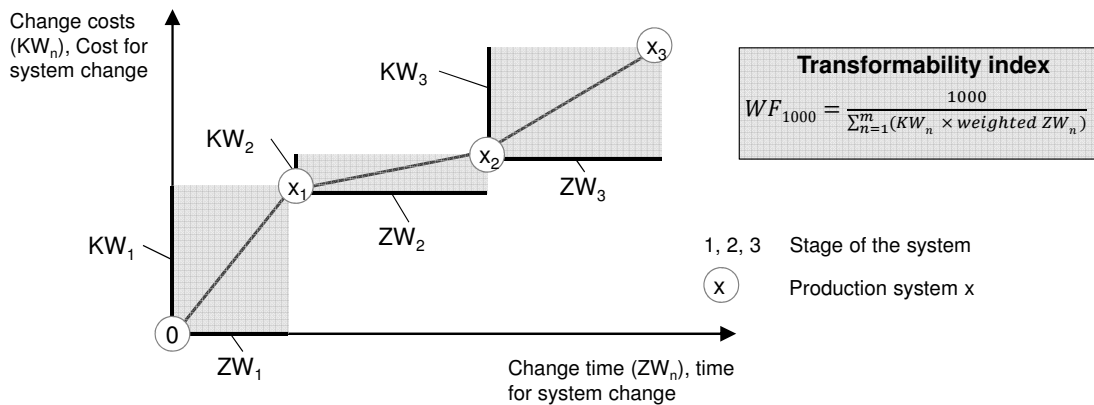 Change costs
(KWₙ), Cost for
system change
KW₁
KW₂
KW₃
0
x₁
x₂
x₃
ZW₁
ZW₂
ZW₃
Change time (ZWₙ), time
for system change
Transformability index
WF₁₀₀₀ = 1000 / ∑ₙ₌₁ᵐ(KWₙ × weighted ZWₙ)
1, 2, 3 Stage of the system
x Production system x